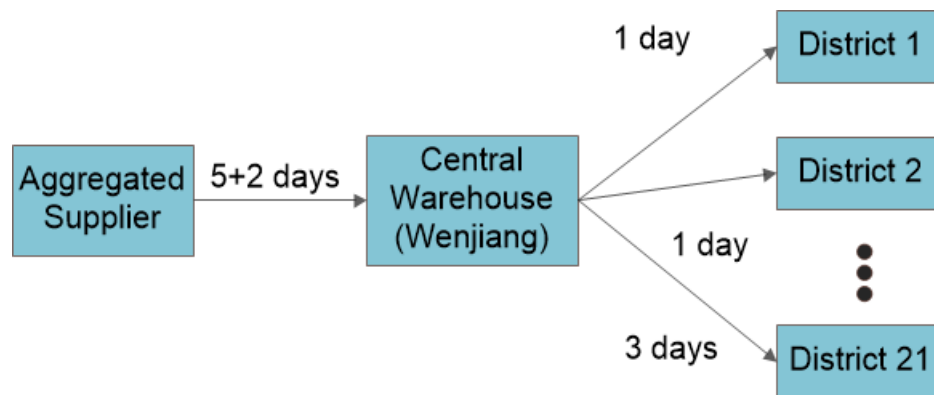 Aggregated
Supplier
5+2 days
Central
Warehouse
(Wenjiang)
1 day
District 1
District 2
1 day
3 days
District 21